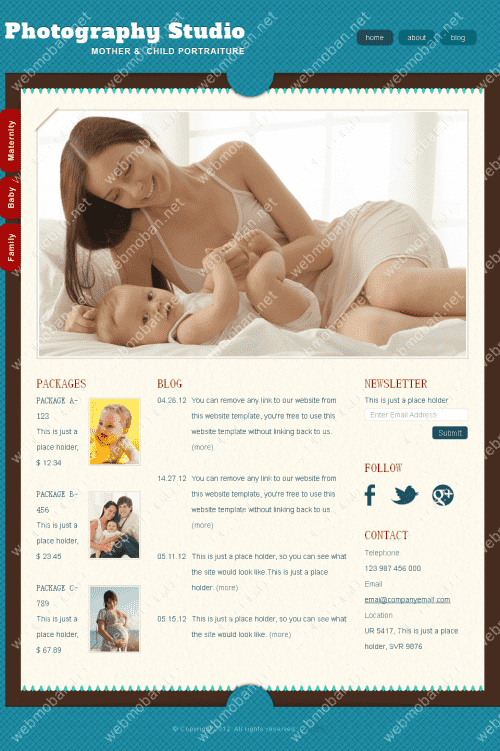 Photography Studio
MOTHER & CHILD PORTRAITURE
home
about
blog
Maternity
Baby
Family
PACKAGES
PACKAGE A-
123
This is just a
place holder,
$ 12.34
PACKAGE B-
456
This is just a
place holder,
$ 23.45
PACKAGE C-
789
This is just a
place holder,
$ 67.89
BLOG
04.26.12 You can remove any link to our website from
this website template, you're free to use this
website template without linking back to us.
(more)
14.27.12 You can remove any link to our website from
this website template, you're free to use this
website template without linking back to us.
(more)
05.11.12 This is just a place holder, so you can see what
the site would look like.This is just a place
holder. (more)
05.15.12 This is just a place holder, so you can see what
the site would look like. (more)
NEWSLETTER
This is just a place holder
Enter Email Address
Submit
FOLLOW
CONTACT
Telephone
123 987 456 000
Email
email@companyemail.com
Location
UR 5417, This is just a place
holder, SVR 9876
© Copyright 2012. All rights reserved
webmoban.net